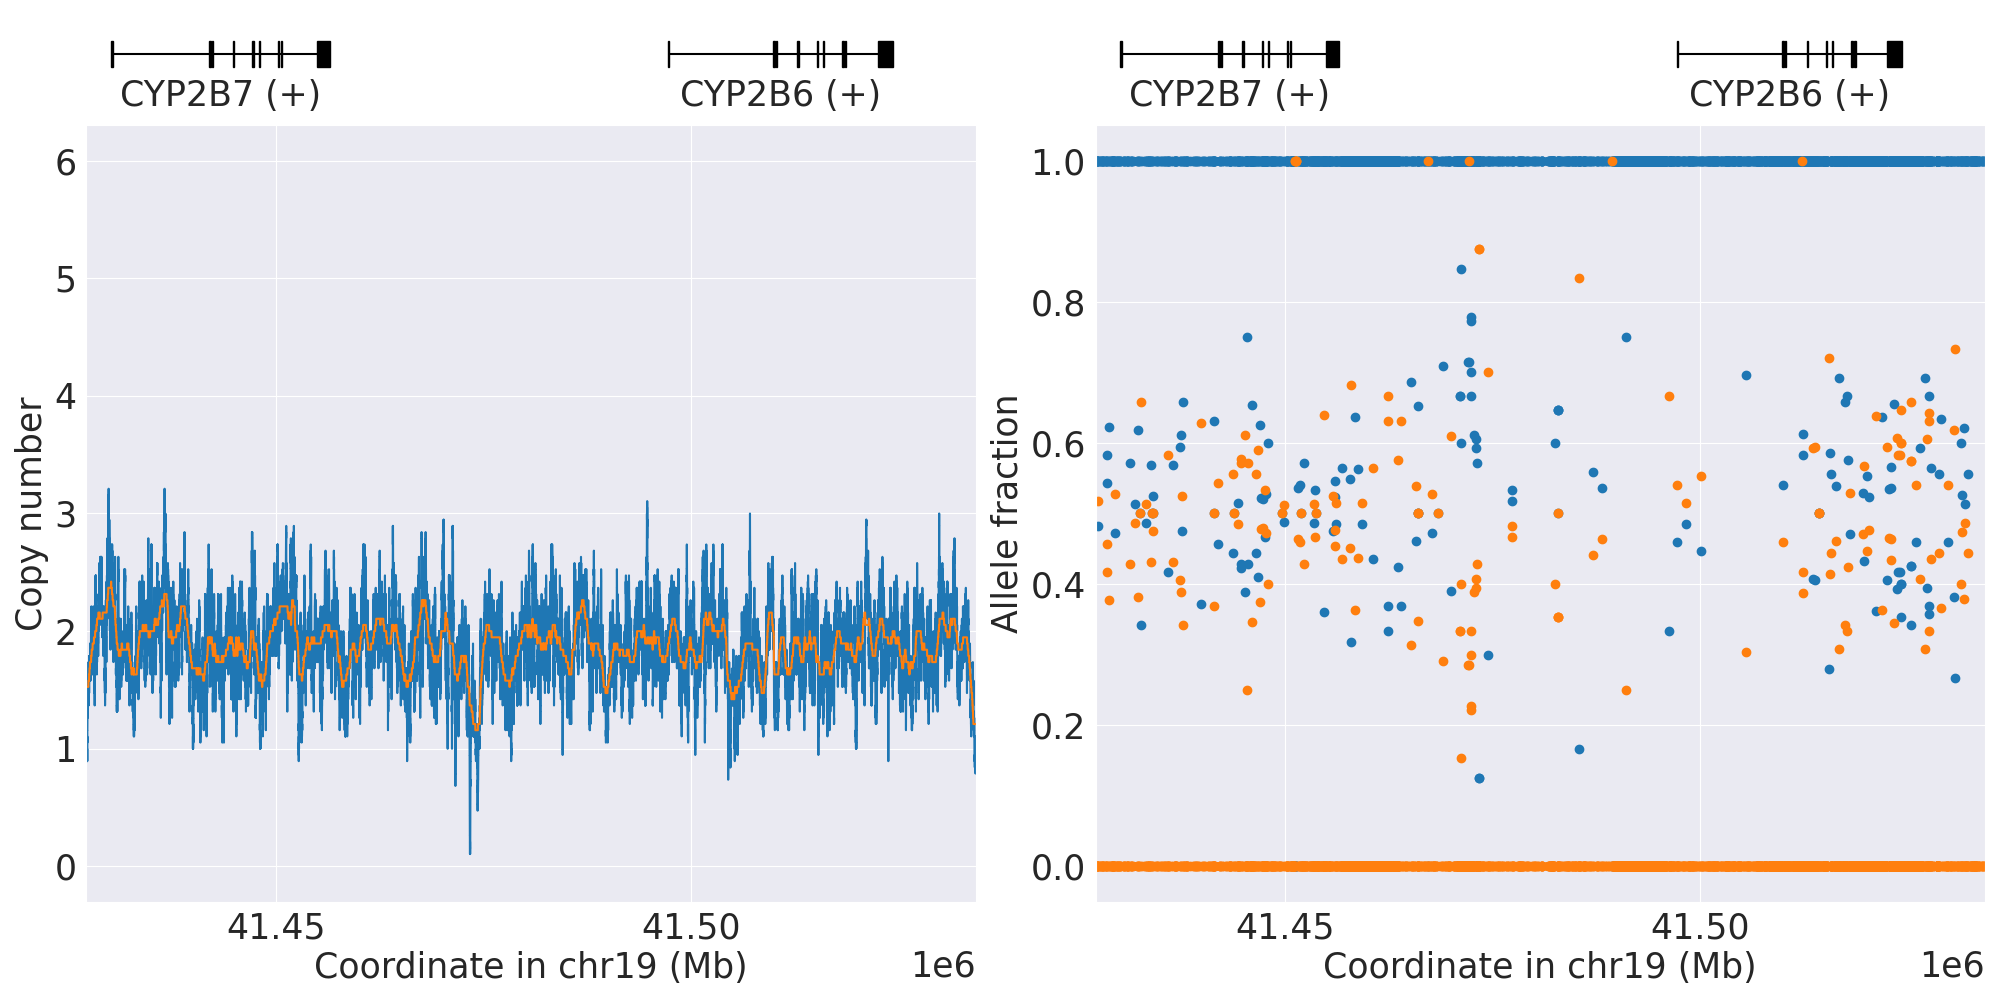 CYP2B7 (+)
CYP2B6 (+)
6
5
4
3
2
1
0
Copy number
41.45
41.50
Coordinate in chr19 (Mb)
1e6
CYP2B7 (+)
CYP2B6 (+)
1.0
0.8
0.6
0.4
0.2
0.0
Allele fraction
41.45
41.50
Coordinate in chr19 (Mb)
1e6